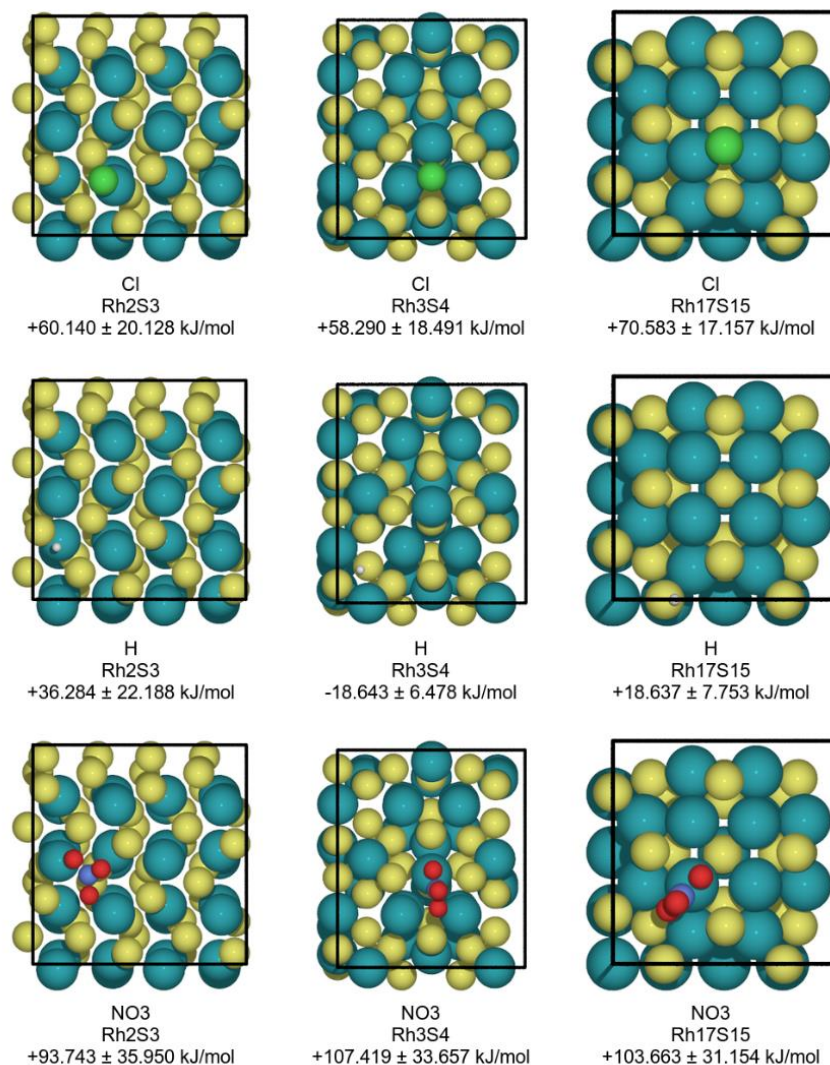 Cl
Rh2S3
+60.140 ± 20.128 kJ/mol
Cl
Rh3S4
+58.290 ± 18.491 kJ/mol
Cl
Rh17S15
+70.583 ± 17.157 kJ/mol
H
Rh2S3
+36.284 ± 22.188 kJ/mol
H
Rh3S4
-18.643 ± 6.478 kJ/mol
H
Rh17S15
+18.637 ± 7.753 kJ/mol
NO3
Rh2S3
+93.743 ± 35.950 kJ/mol
NO3
Rh3S4
+107.419 ± 33.657 kJ/mol
NO3
Rh17S15
+103.663 ± 31.154 kJ/mol